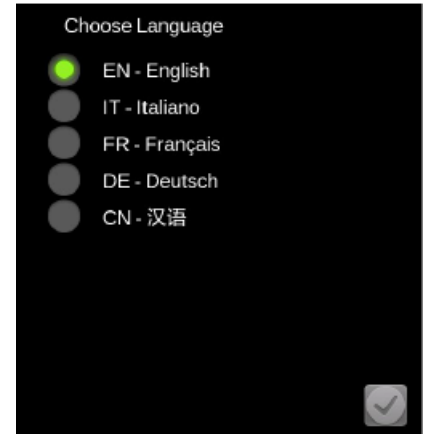 Choose Language
EN - English
IT - Italiano
FR - Français
DE - Deutsch
CN - 汉语